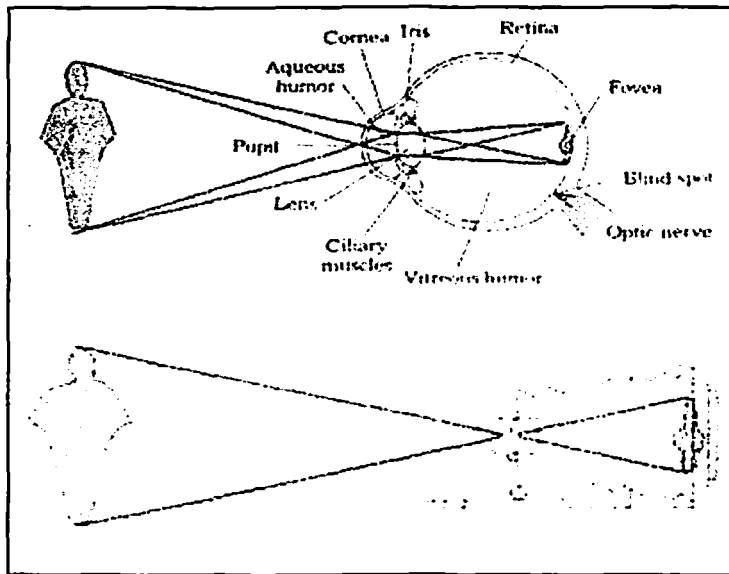 Cornea
Iris
Retina
Aqueous
humor
Fovea
Pupil
Blind spot
Lens
Optic nerve
Ciliary
muscles
Vitreous humor